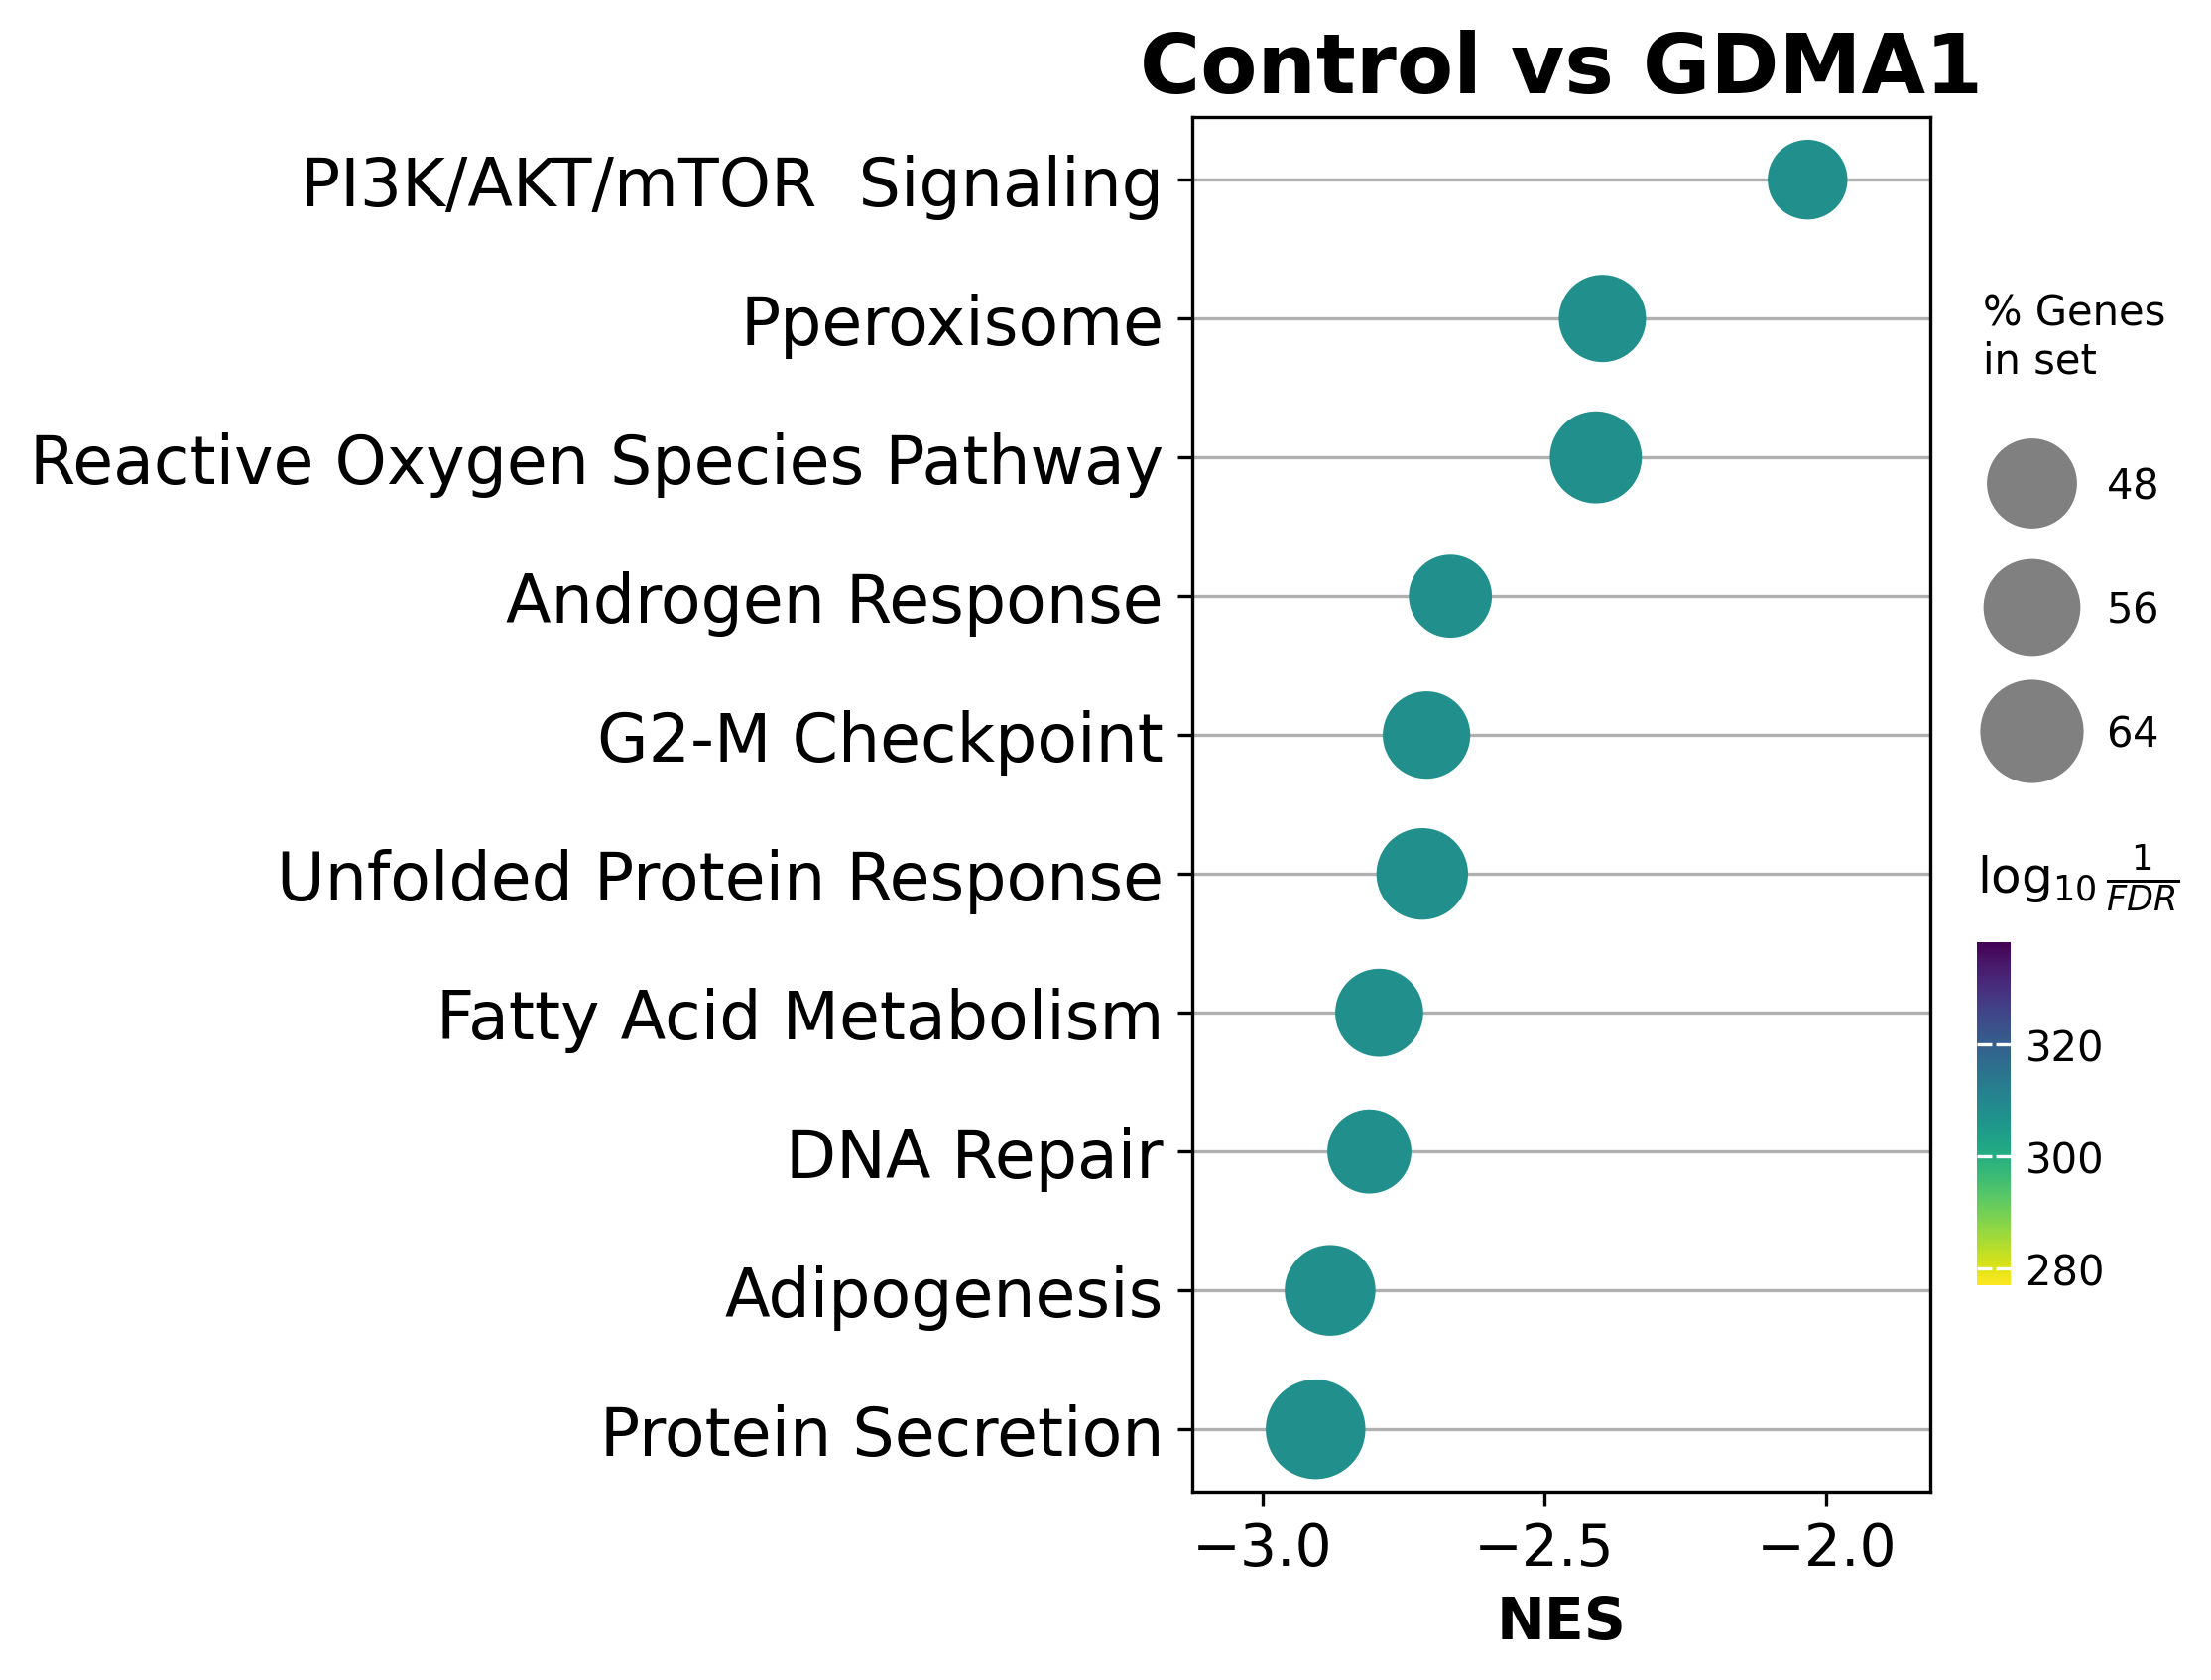 Control vs GDMA1
PI3K/AKT/mTOR  Signaling
Pperoxisome
Reactive Oxygen Species Pathway
Androgen Response
G2-M Checkpoint
Unfolded Protein Response
Fatty Acid Metabolism
DNA Repair
Adipogenesis
Protein Secretion
−3.0 −2.5 −2.0
NES
% Genes
in set
48
56
64
log₁₀ 1/FDR
320
300
280